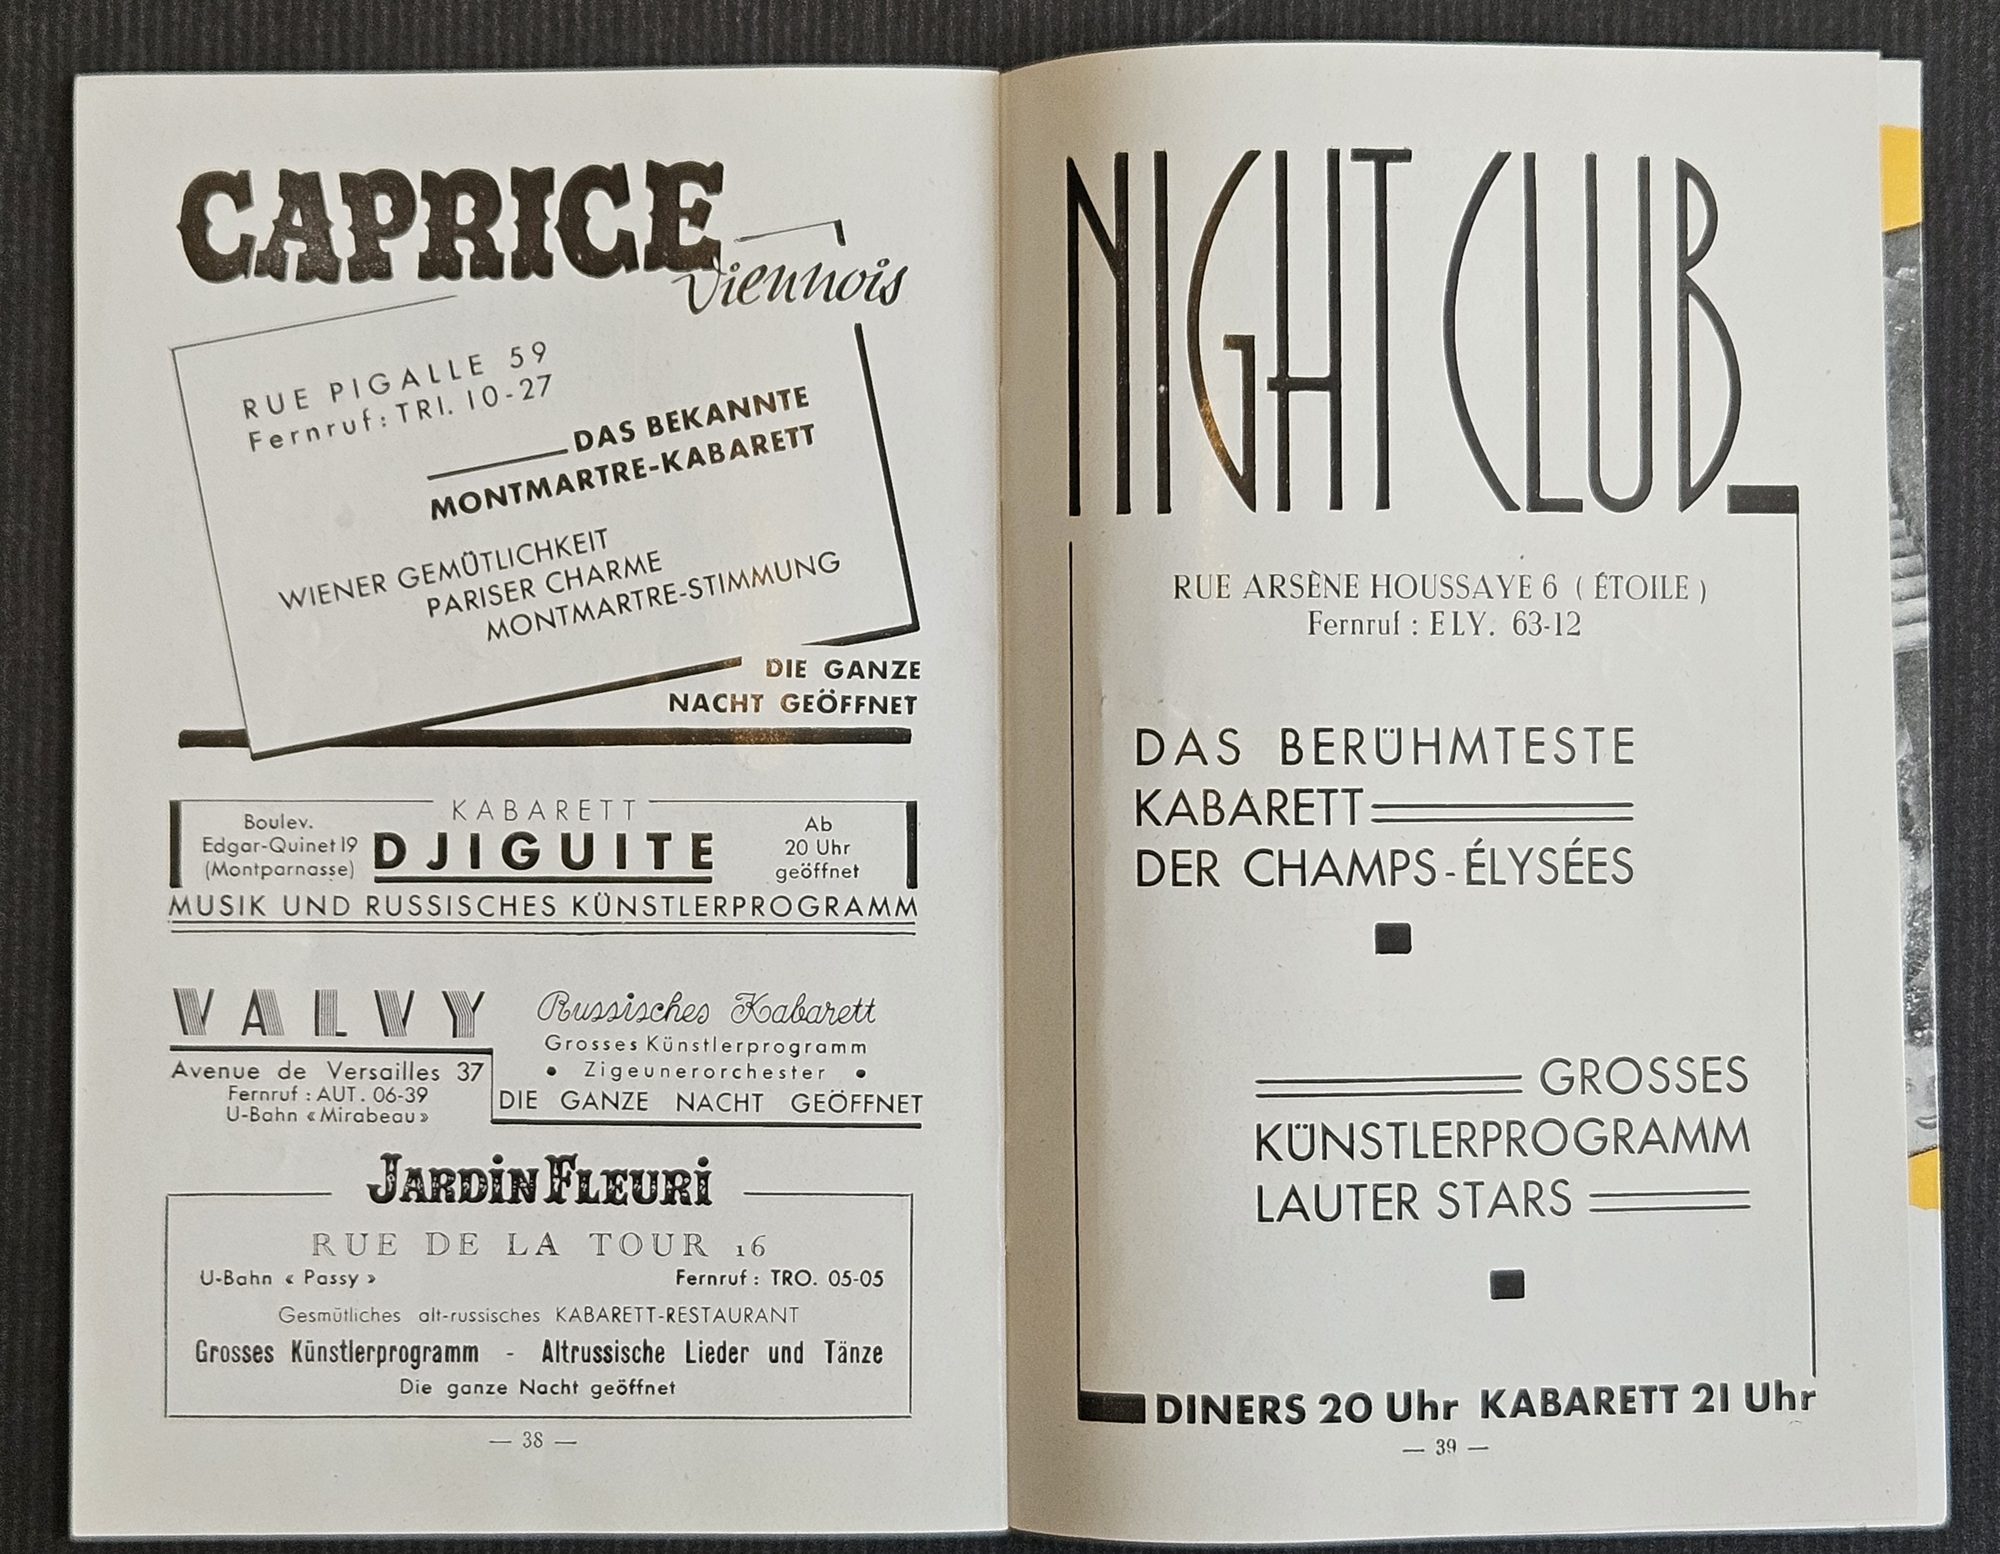 CAPRICE
Viennois
RUE PIGALLE 59
Fernruf: TRI. 10-27
DAS BEKANNTE
MONTMARTRE-KABARETT
WIENER GEMÜTLICHKEIT
PARISER CHARME
MONTMARTRE-STIMMUNG
DIE GANZE
NACHT GEÖFFNET
KABARETT
DJIGUITE
Boulev.
Edgar-Quinet 19
(Montparnasse)
Ab
20 Uhr
geöffnet
MUSIK UND RUSSISCHES KÜNSTLERPROGRAMM
VALVY
Avenue de Versailles 37
Fernruf : AUT. 06-39
U-Bahn « Mirabeau »
Russisches Kabarett
Grosses Künstlerprogramm
• Zigeunerorchester •
DIE GANZE NACHT GEÖFFNET
JARDIN FLEURI
RUE DE LA TOUR 16
U-Bahn « Passy » Fernruf : TRO. 05-05
Gesmütliches alt-russisches KABARETT-RESTAURANT
Grosses Künstlerprogramm - Altrussische Lieder und Tänze
Die ganze Nacht geöffnet
— 38 —
NIGHT CLUB
RUE ARSÈNE HOUSSAYE 6 ( ÉTOILE )
Fernruf : ELY. 63-12
DAS BERÜHMTESTE
KABARETT
DER CHAMPS-ÉLYSÉES
GROSSES
KÜNSTLERPROGRAMM
LAUTER STARS
DINERS 20 Uhr KABARETT 21 Uhr
— 39 —